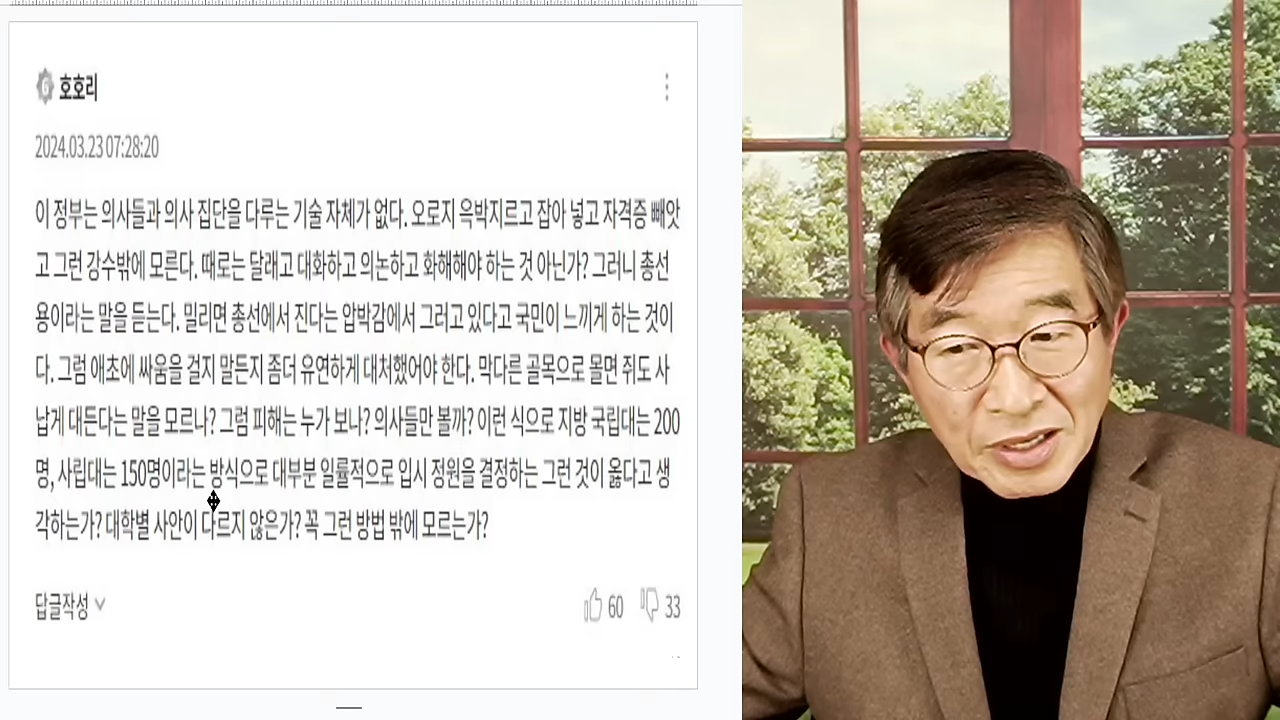 호호리
2024.03.23 07:28:20
이 정부는 의사들과 의사 집단을 다루는 기술 자체가 없다. 오로지 윽박지르고 잡아 넣고 자격증 빼앗
고 그런 강수밖에 모른다. 때로는 달래고 대화하고 의논하고 화해해야 하는 것 아닌가? 그러니 총선
용이라는 말을 듣는다. 밀리면 총선에서 진다는 압박감에서 그러고 있다고 국민이 느끼게 하는 것이
다. 그럼 애초에 싸움을 걸지 말든지 좀더 유연하게 대처했어야 한다. 막다른 골목으로 몰면 쥐도 사
납게 대든다는 말을 모르나? 그럼 피해는 누가 보나? 의사들만 볼까? 이런 식으로 지방 국립대는 200
명, 사립대는 150명이라는 방식으로 대부분 일률적으로 입시 정원을 결정하는 그런 것이 옳다고 생
각하는가? 대학별 사안이 다르지 않은가? 꼭 그런 방법 밖에 모르는가?
답글작성
60 33